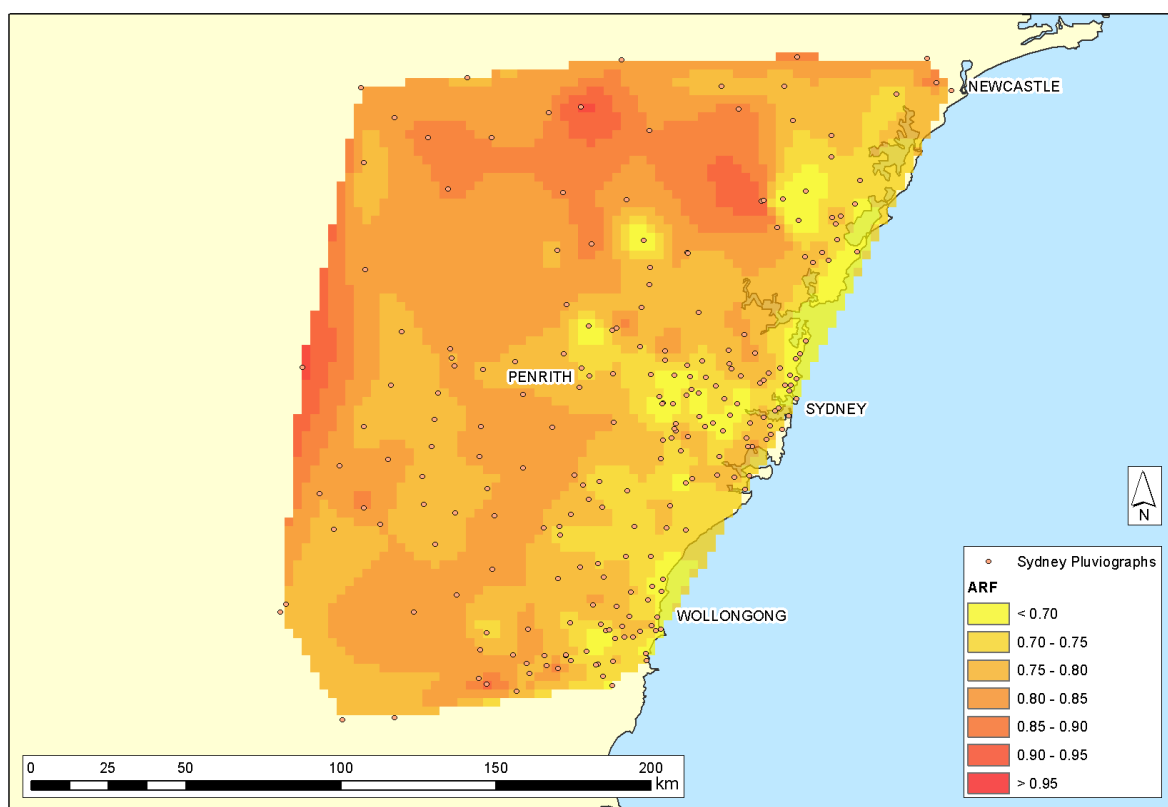 NEWCASTLE
PENRITH
SYDNEY
WOLLONGONG
N
Sydney Pluviographs
ARF
< 0.70
0.70 - 0.75
0.75 - 0.80
0.80 - 0.85
0.85 - 0.90
0.90 - 0.95
> 0.95
0 25 50 100 150 200
km